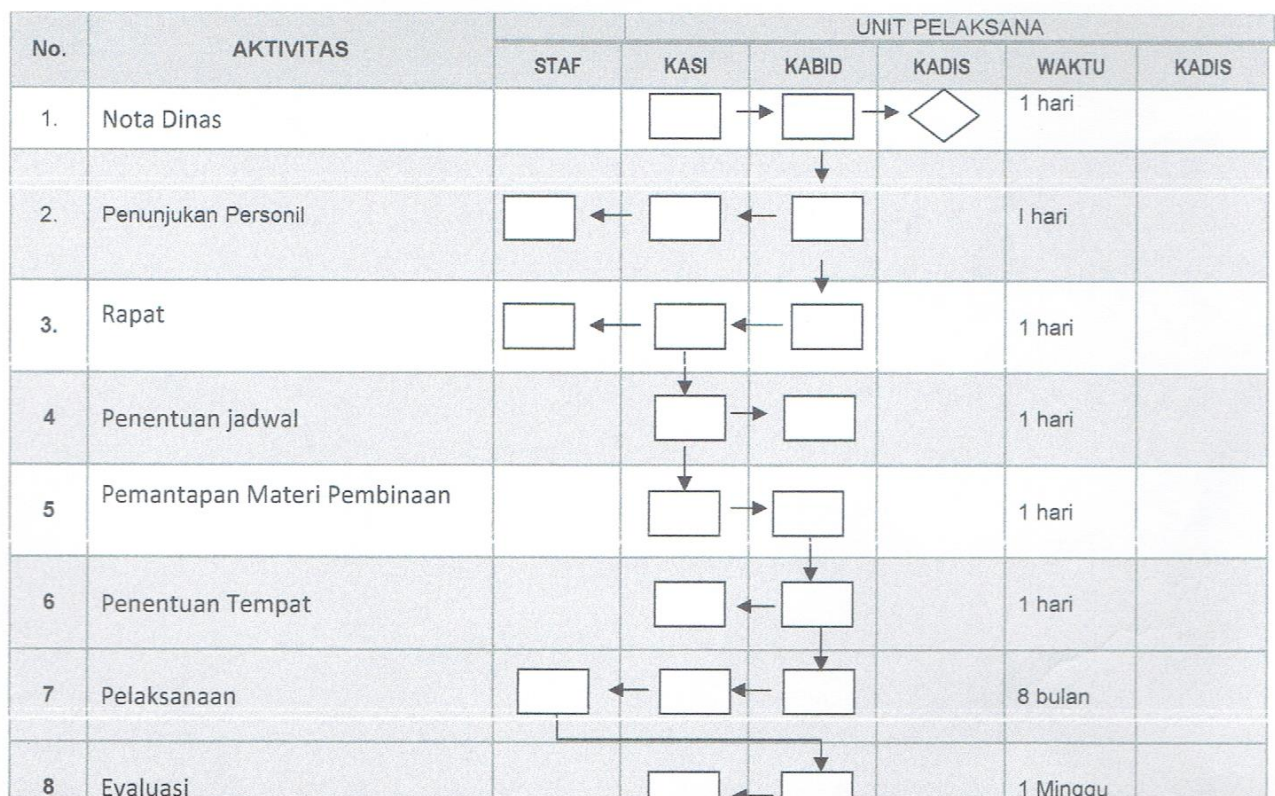 UNIT PELAKSANA
No. AKTIVITAS STAF KASI KABID KADIS WAKTU KADIS
1. Nota Dinas 1 hari
2. Penunjukan Personil I hari
3. Rapat 1 hari
4 Penentuan jadwal 1 hari
5 Pemantapan Materi Pembinaan 1 hari
6 Penentuan Tempat 1 hari
7 Pelaksanaan 8 bulan
8 Evaluasi 1 Minggu